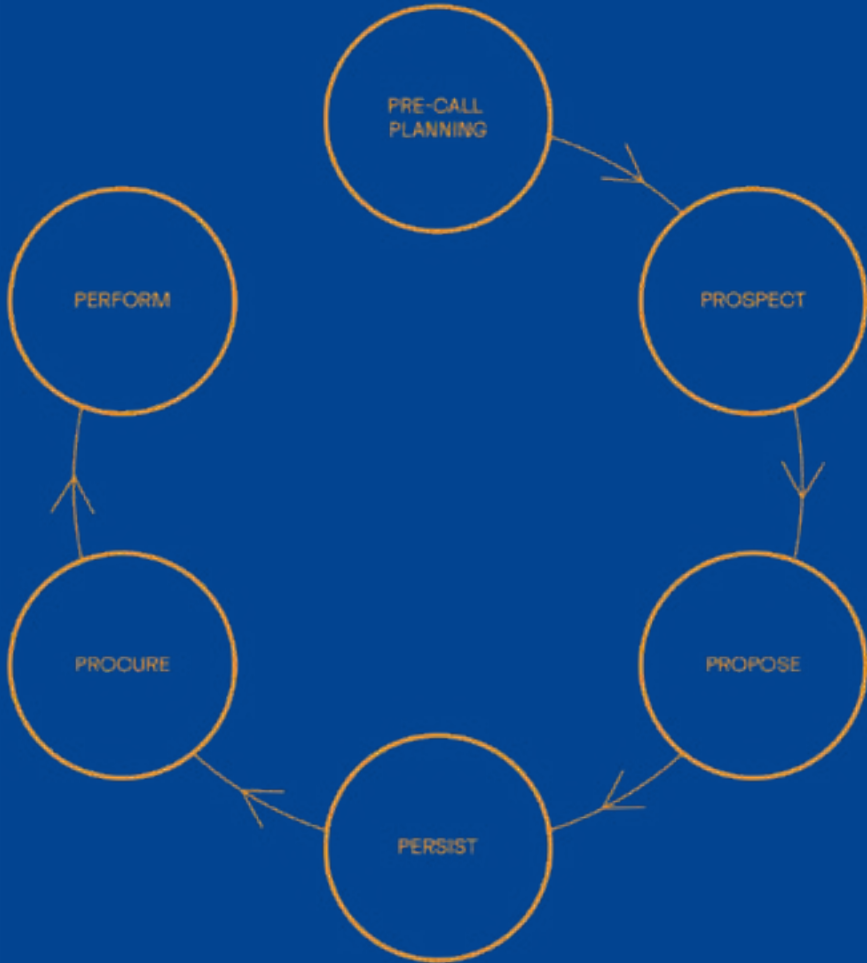 PRE-CALL
PLANNING
PROSPECT
PROPOSE
PERSIST
PROCURE
PERFORM